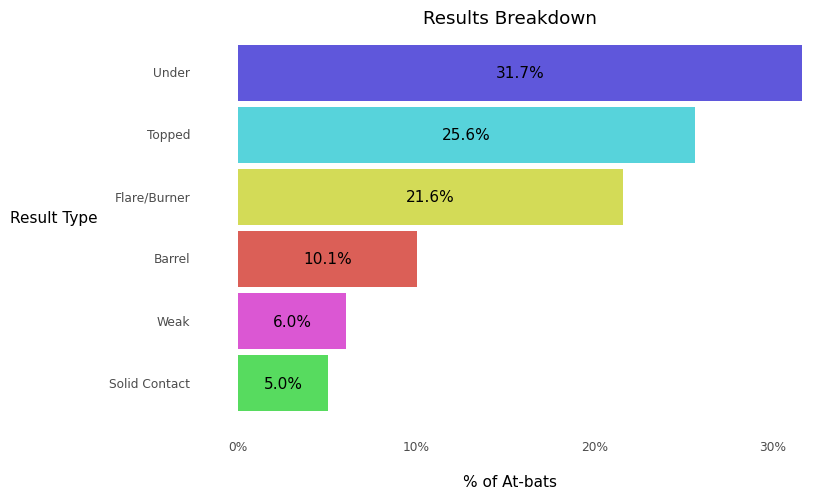 Results Breakdown
Under
31.7%
Topped
25.6%
Flare/Burner
21.6%
Result Type
Barrel
10.1%
Weak
6.0%
Solid Contact
5.0%
0% 10% 20% 30%
% of At-bats